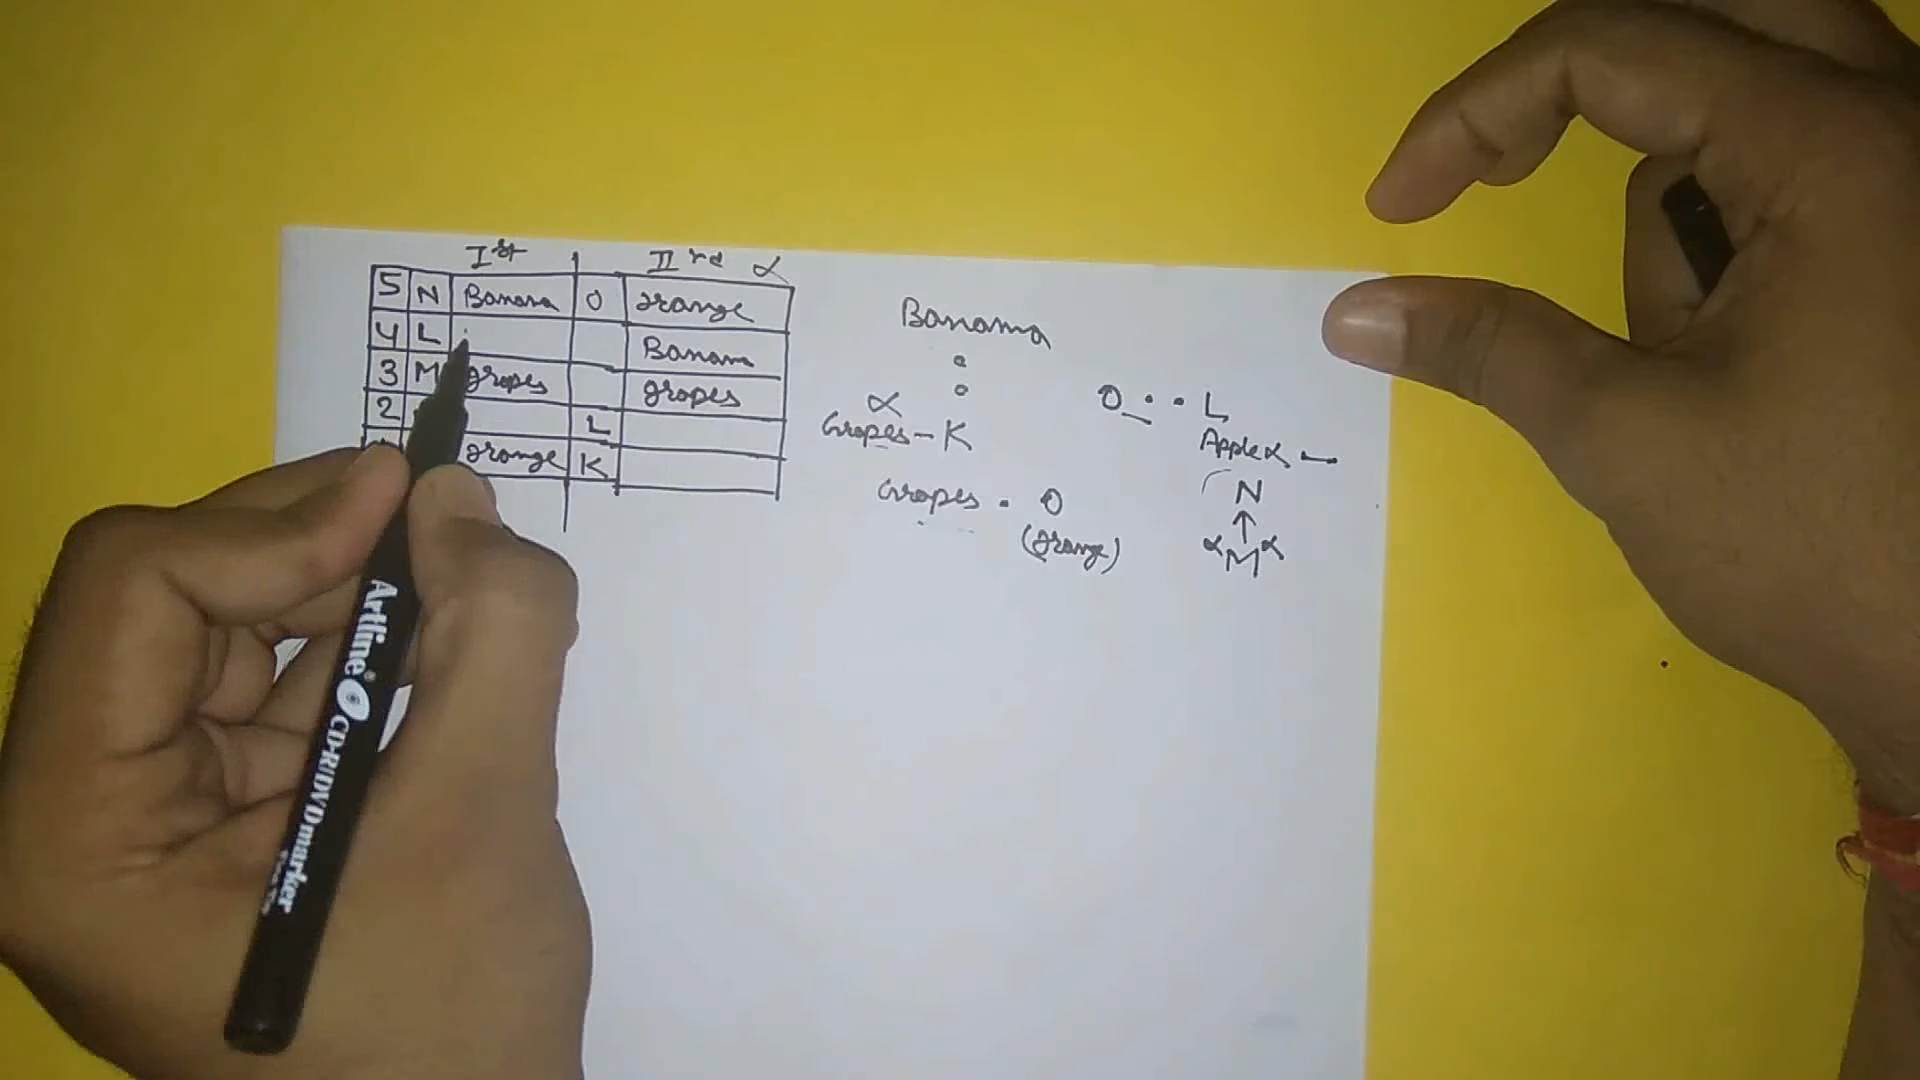 Ist IIrd α
5 N Banana O orange
4 L Banana
3 M grapes grapes
2 L
orange K
Banana
α
Grapes - K
Grapes . O
(orange)
O . . L
Apple α -
N
↑
α M α
Artline CD-R/DVD marker